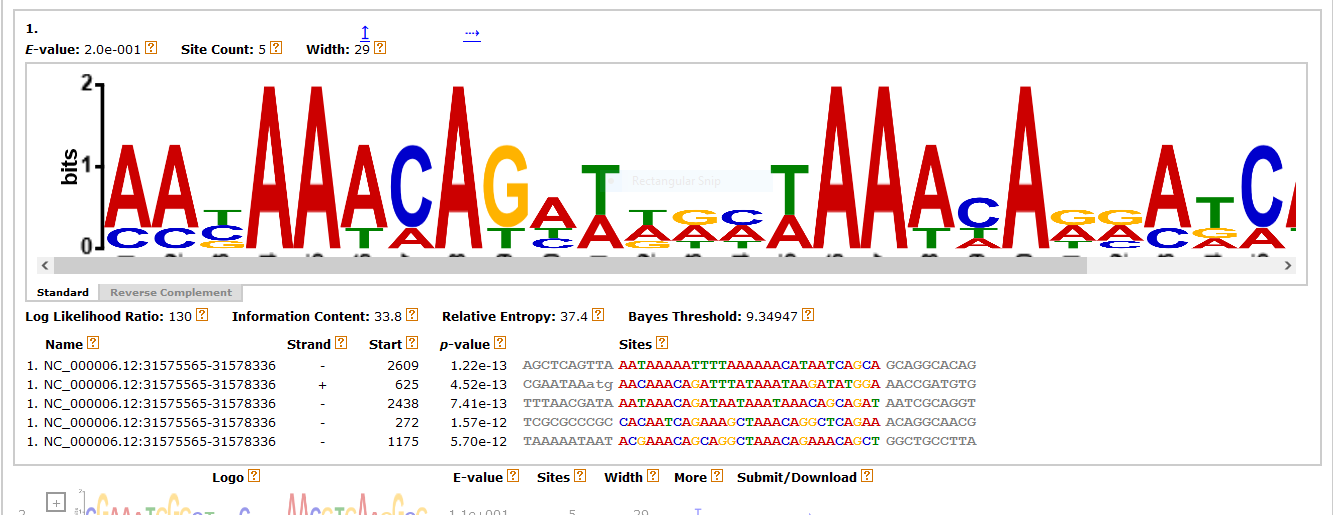 1.
E-value: 2.0e-001 ? Site Count: 5 ? Width: 29 ?
2
bits
1
0
Rectangular Snip
Standard Reverse Complement
Log Likelihood Ratio: 130 ? Information Content: 33.8 ? Relative Entropy: 37.4 ? Bayes Threshold: 9.34947 ?
Name ? Strand ? Start ? p-value ? Sites ?
1. NC_000006.12:31575565-31578336 - 2609 1.22e-13 AGCTCAGTTA AATAAAAATTTTAAAAAACATAATCAGCA GCAGGCACAG
1. NC_000006.12:31575565-31578336 + 625 4.52e-13 CGAATAAatg AACAAACAGATTTATAAATAAGATATGGA AACCGATGTG
1. NC_000006.12:31575565-31578336 - 2438 7.41e-13 TTTAACGATA AATAAACAGATAATAAATAAACAGCAGAT AATCGCAGGT
1. NC_000006.12:31575565-31578336 - 272 1.57e-12 TCGCGCCCGC CACAATCAGAAAGCTAAACAGGCTCAGAA ACAGGCAACG
1. NC_000006.12:31575565-31578336 - 1175 5.70e-12 TAAAAATAAT ACGAAACAGCAGGCTAAACAGAAACAGCT GGCTGCCTTA
Logo ? E-value ? Sites ? Width ? More ? Submit/Download ?